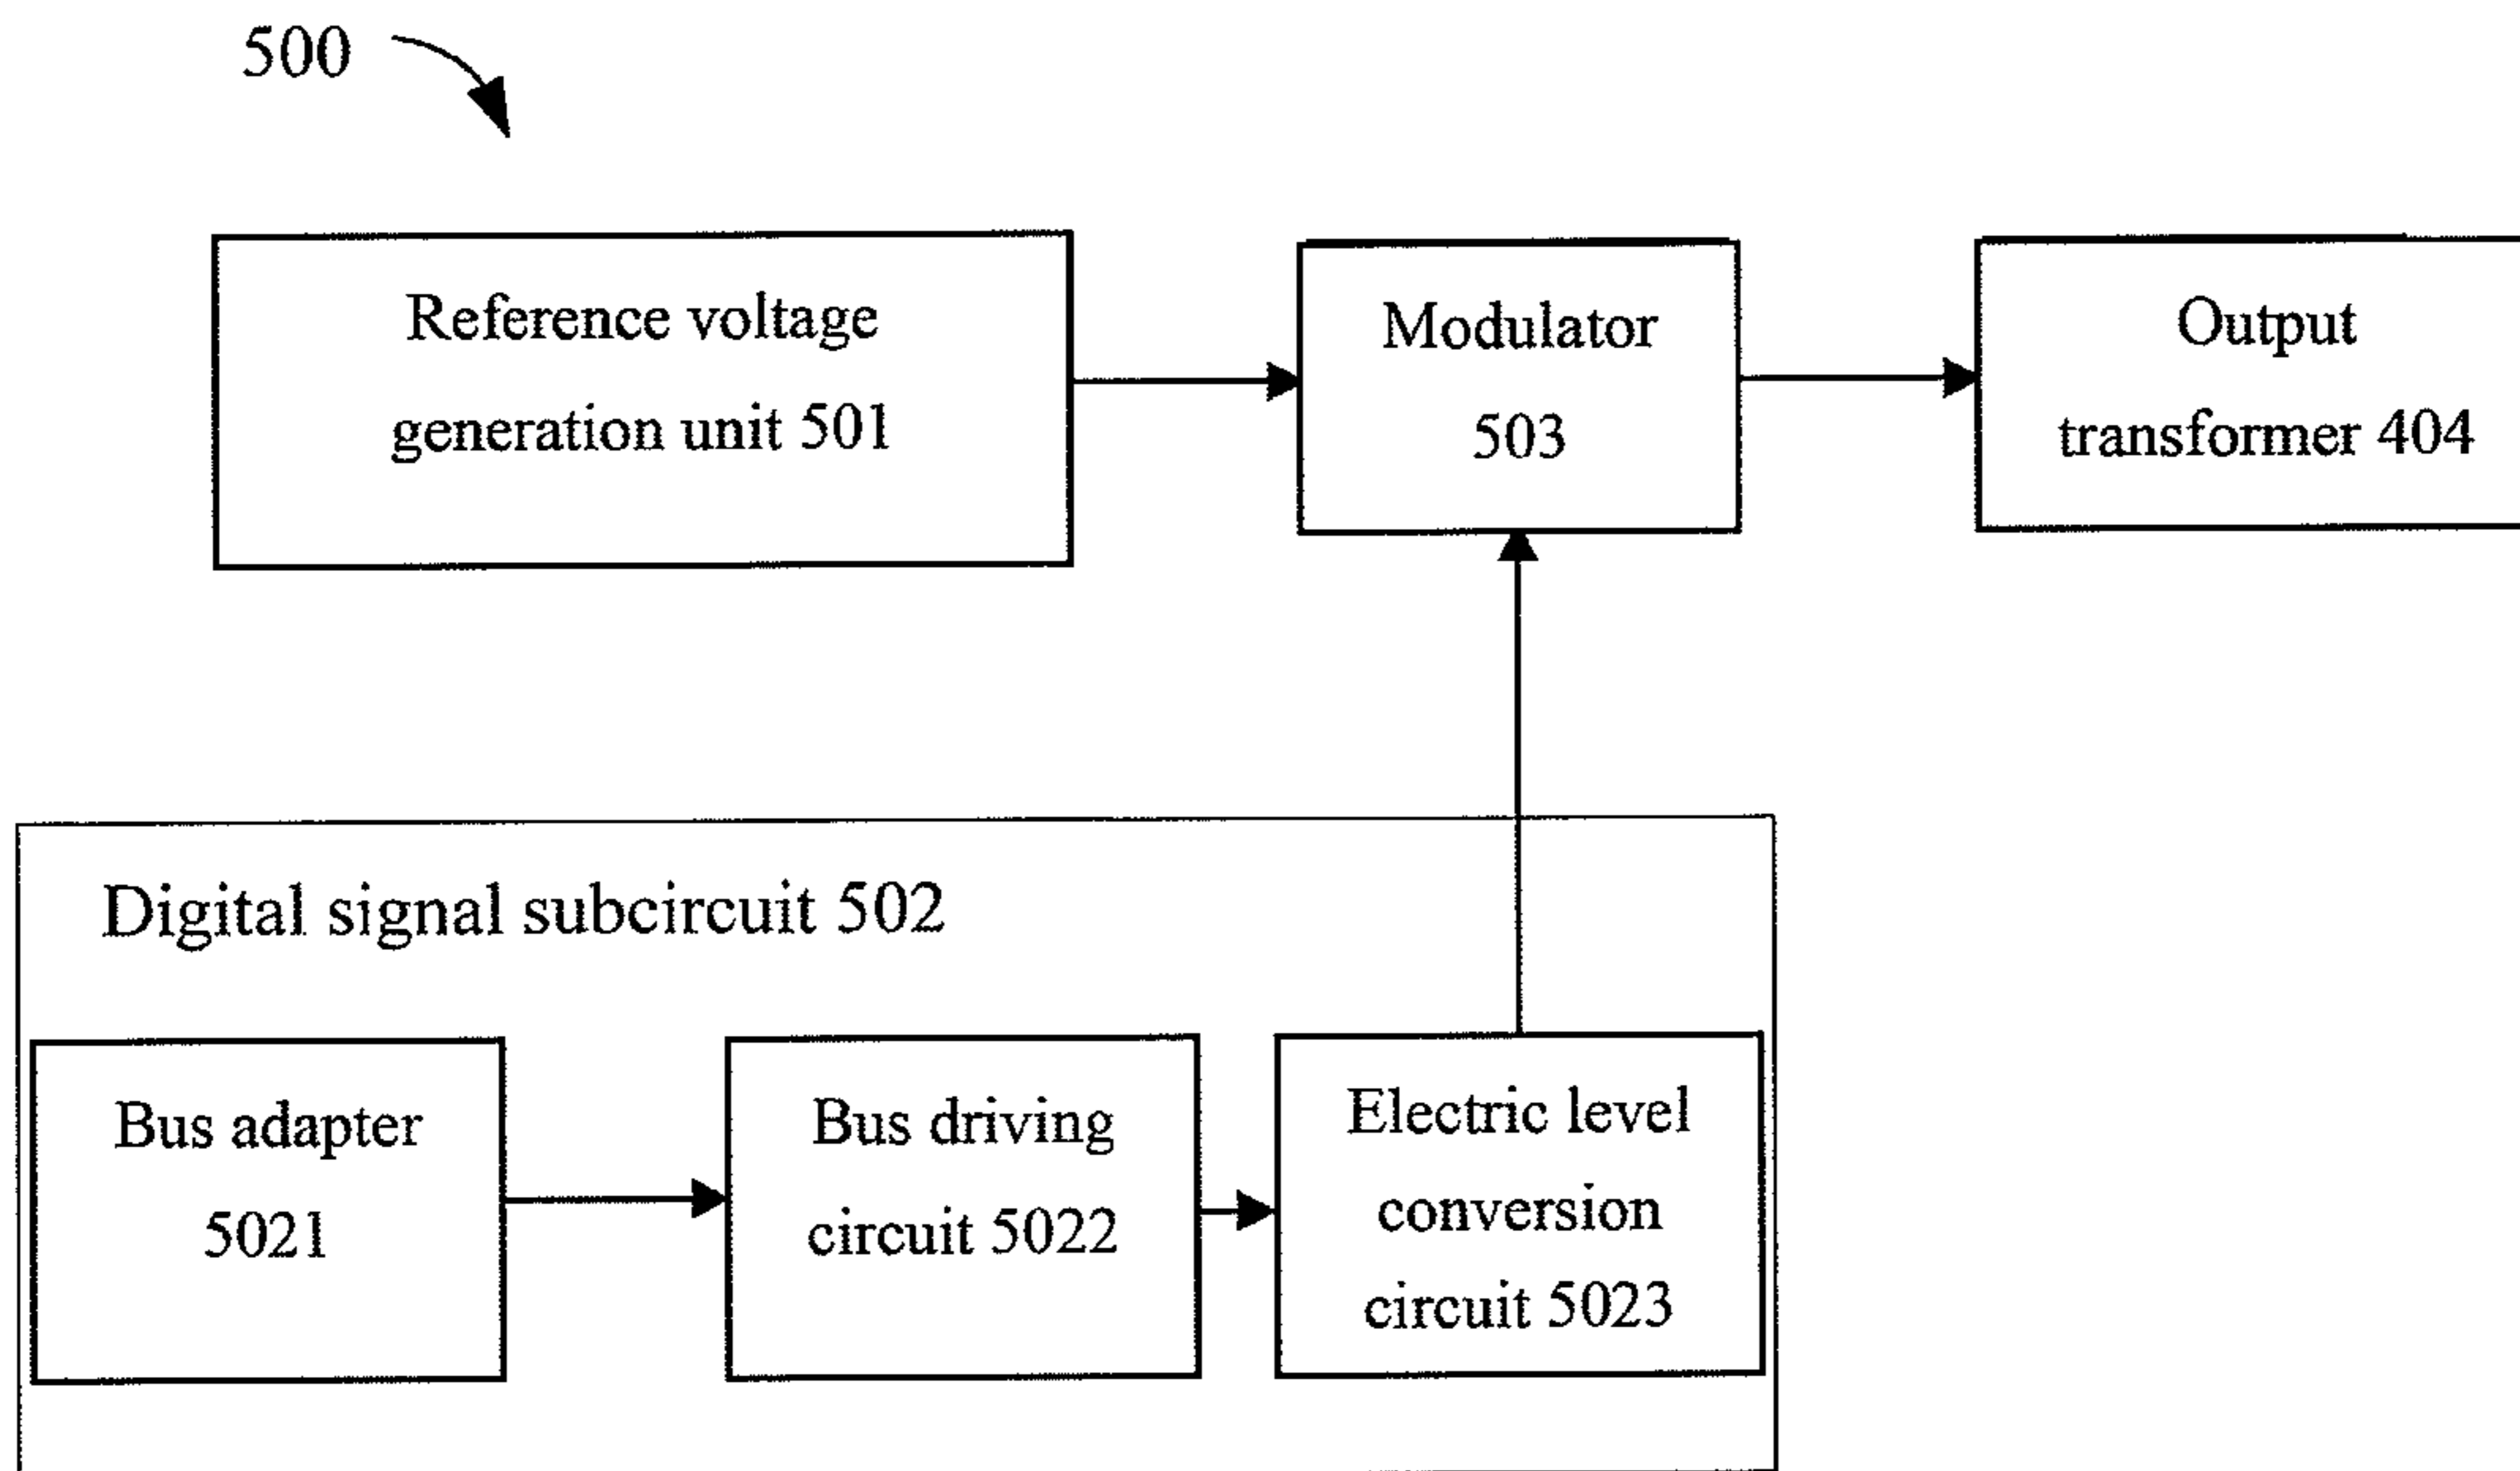 500
Reference voltage
generation unit 501
Modulator
503
Output
transformer 404
Digital signal subcircuit 502
Bus adapter
5021
Bus driving
circuit 5022
Electric level
conversion
circuit 5023